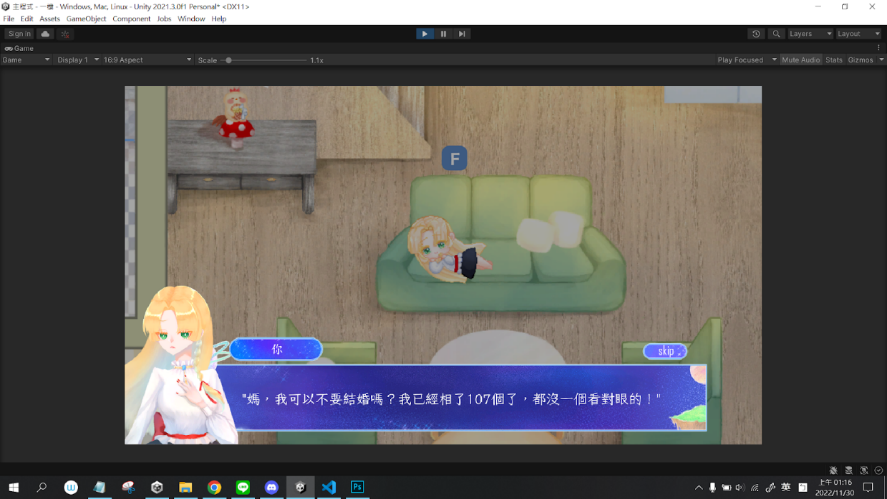 主程式 - 一樓 - Windows, Mac, Linux - Unity 2021.3.0f1 Personal* <DX11>
File Edit Assets GameObject Component Jobs Window Help
Sign in
Layers
Layout
Game
Game
Display 1
16:9 Aspect
Scale
1.1x
Play Focused
Mute Audio
Stats
Gizmos
F
你
skip
"媽，我可以不要結婚嗎？我已經相了107個了，都沒一個看對眼的！"
英
上午 01:16
2022/11/30